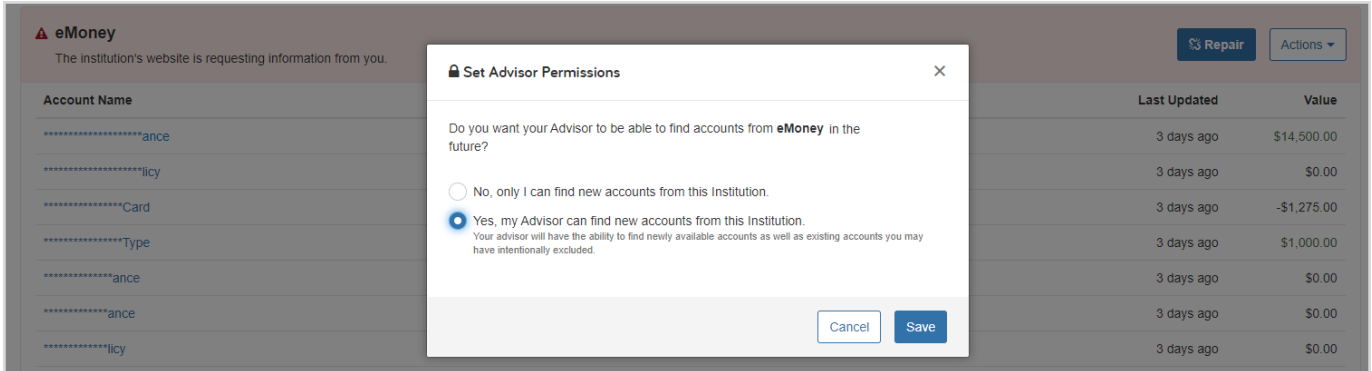 eMoney
The institution's website is requesting information from you.
Repair
Actions
Set Advisor Permissions
Account Name
Last Updated
Value
Do you want your Advisor to be able to find accounts from eMoney in the
future?
No, only I can find new accounts from this Institution.
Yes, my Advisor can find new accounts from this Institution.
Your advisor will have the ability to find newly available accounts as well as existing accounts you may
have intentionally excluded.
Cancel
Save
*********************ance
3 days ago
$14,500.00
*********************licy
3 days ago
$0.00
****************Card
3 days ago
-$1,275.00
****************Type
3 days ago
$1,000.00
**************ance
3 days ago
$0.00
*************ance
3 days ago
$0.00
*************licy
3 days ago
$0.00